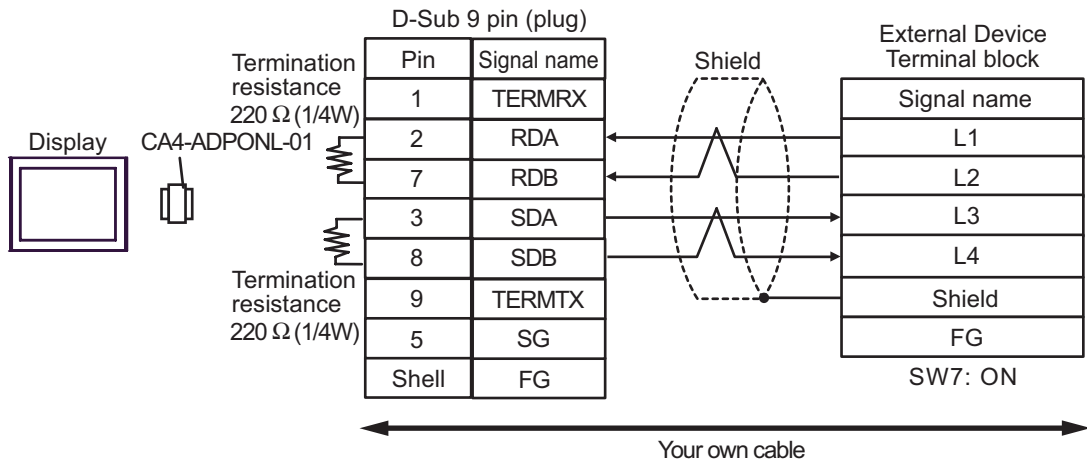 D-Sub 9 pin (plug)
External Device
Terminal block
Termination
resistance
220 Ω (1/4W)
Shield
Pin Signal name
Signal name
1 TERMRX
Display CA4-ADPONL-01
2 RDA
L1
7 RDB
L2
3 SDA
L3
8 SDB
L4
Termination
resistance
220 Ω (1/4W)
9 TERMTX
Shield
5 SG
FG
Shell FG
SW7: ON
Your own cable